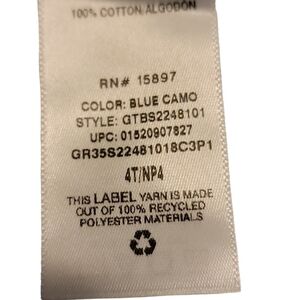 100% COTTON ALGODÓN
RN# 15897
COLOR: BLUE CAMO
STYLE: GTBS2248101
UPC: 01520907827
GR35S22481018C3P1
4T/NP4
THIS LABEL YARN IS MADE
OUT OF 100% RECYCLED
POLYESTER MATERIALS